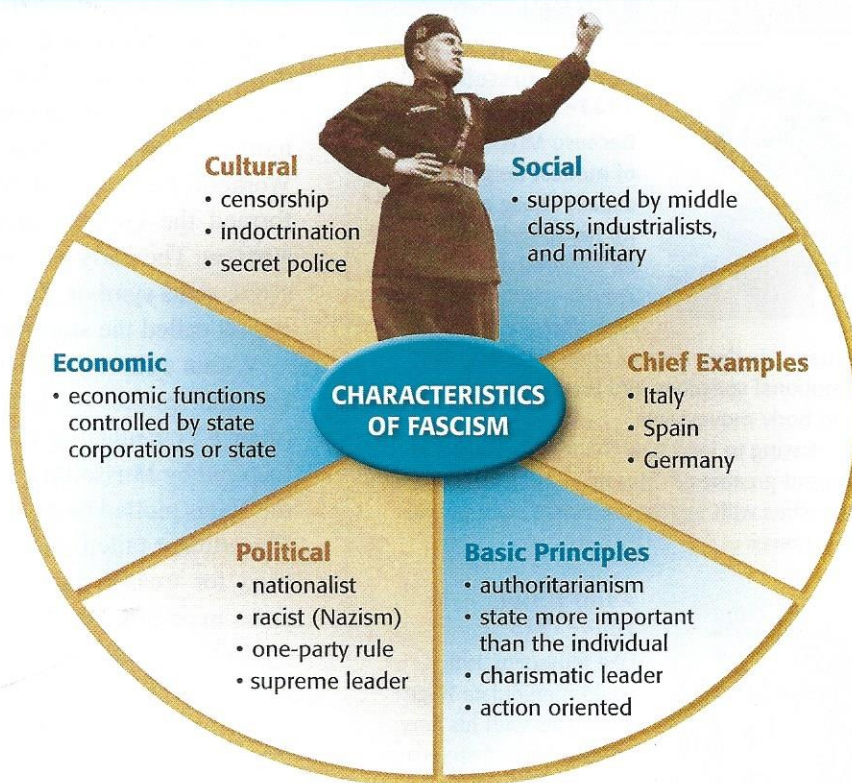 Cultural
• censorship
• indoctrination
• secret police
Social
• supported by middle
class, industrialists,
and military
Economic
• economic functions
controlled by state
corporations or state
CHARACTERISTICS
OF FASCISM
Chief Examples
• Italy
• Spain
• Germany
Political
• nationalist
• racist (Nazism)
• one-party rule
• supreme leader
Basic Principles
• authoritarianism
• state more important
than the individual
• charismatic leader
• action oriented